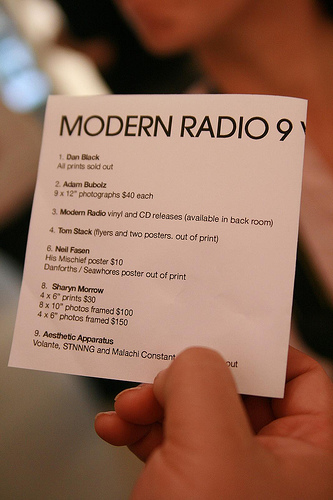 MODERN RADIO 9
1. Dan Black
All prints sold out
2. Adam Bubolz
9 x 12" photographs $40 each
3. Modern Radio vinyl and CD releases (available in back room)
4. Tom Stack (flyers and two posters. out of print)
6. Neil Fasen
His Mischief poster $10
Danforths / Seawhores poster out of print
8. Sharyn Morrow
4 x 6" prints $30
8 x 10" photos framed $100
4 x 6" photos framed $150
9. Aesthetic Apparatus
Volante, STNNNG and Malachi Constant out